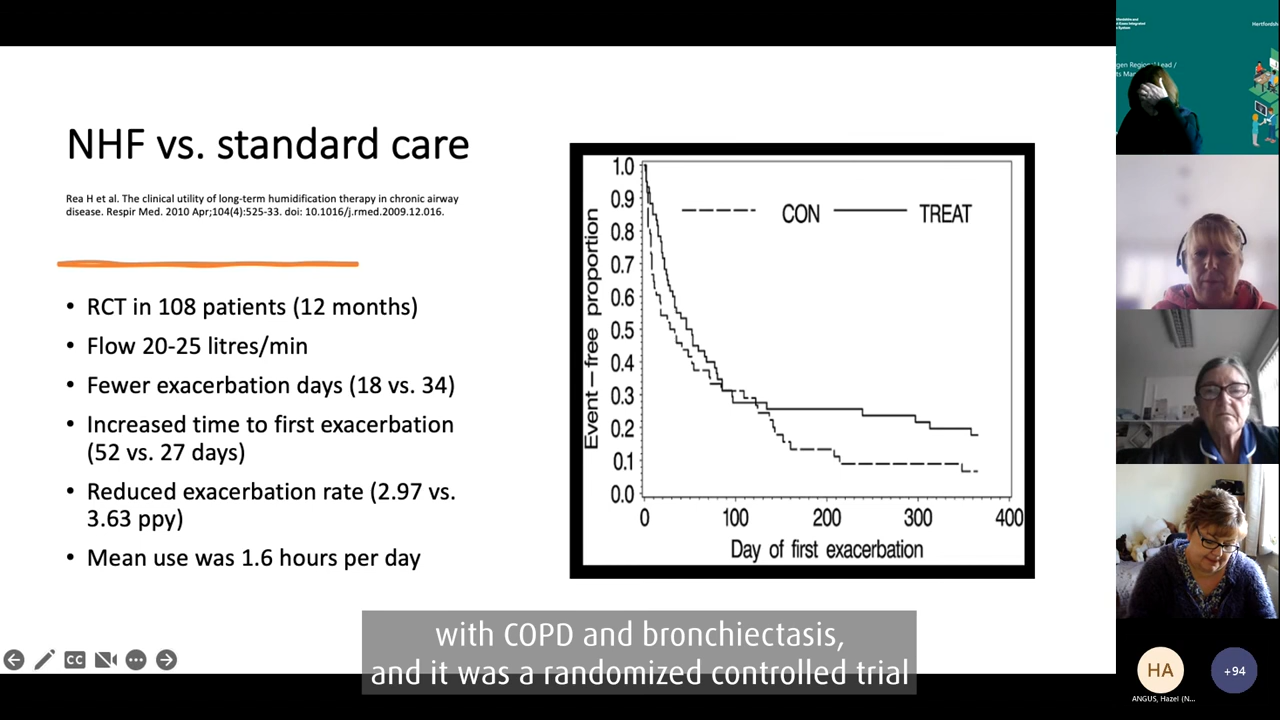 NHF vs. standard care
Rea H et al. The clinical utility of long-term humidification therapy in chronic airway
disease. Respir Med. 2010 Apr;104(4):525-33. doi: 10.1016/j.rmed.2009.12.016.
• RCT in 108 patients (12 months)
• Flow 20-25 litres/min
• Fewer exacerbation days (18 vs. 34)
• Increased time to first exacerbation
(52 vs. 27 days)
• Reduced exacerbation rate (2.97 vs.
3.63 ppy)
• Mean use was 1.6 hours per day
CON TREAT
Event-free proportion
1.0
0.9
0.8
0.7
0.6
0.5
0.4
0.3
0.2
0.1
0.0
0 100 200 300 400
Day of first exacerbation
CC
with COPD and bronchiectasis,
and it was a randomized controlled trial
Hertfordsh
gen Regional Lead /
HA
+94
ANGUS, Hazel (N...